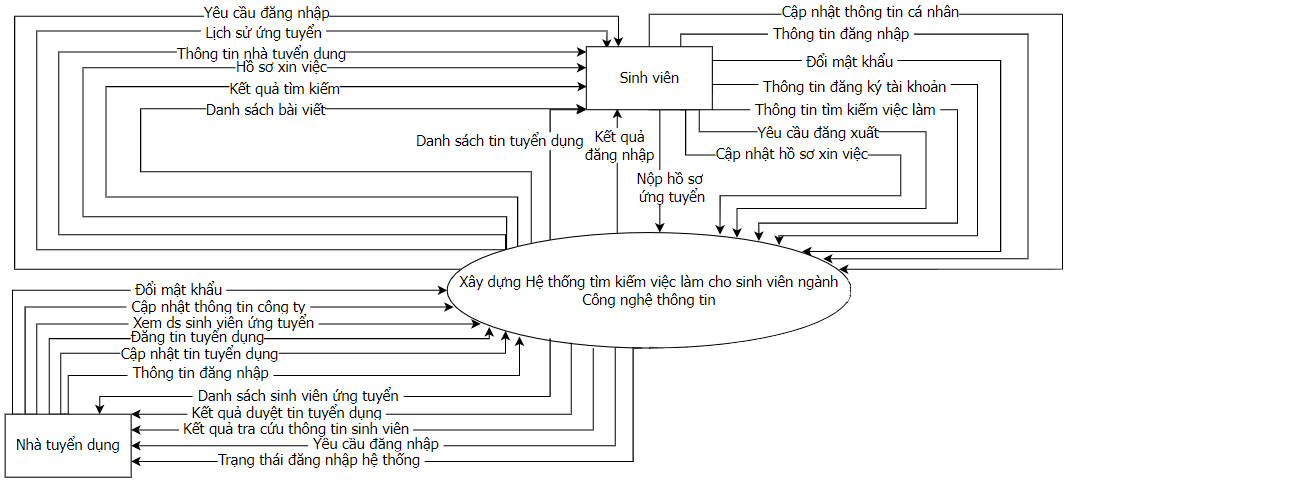 Yêu cầu đăng nhập
Lịch sử ứng tuyển
Thông tin nhà tuyển dụng
Hồ sơ xin việc
Kết quả tìm kiếm
Danh sách bài viết
Danh sách tin tuyển dụng
Kết quả
đăng nhập
Nộp hồ sơ
ứng tuyển
Sinh viên
Cập nhật thông tin cá nhân
Thông tin đăng nhập
Đổi mật khẩu
Thông tin đăng ký tài khoản
Thông tin tìm kiếm việc làm
Yêu cầu đăng xuất
Cập nhật hồ sơ xin việc
Xây dựng Hệ thống tìm kiếm việc làm cho sinh viên ngành
Công nghệ thông tin
Đổi mật khẩu
Cập nhật thông tin công ty
Xem ds sinh viên ứng tuyển
Đăng tin tuyển dụng
Cập nhật tin tuyển dụng
Thông tin đăng nhập
Danh sách sinh viên ứng tuyển
Kết quả duyệt tin tuyển dụng
Kết quả tra cứu thông tin sinh viên
Yêu cầu đăng nhập
Trạng thái đăng nhập hệ thống
Nhà tuyển dụng